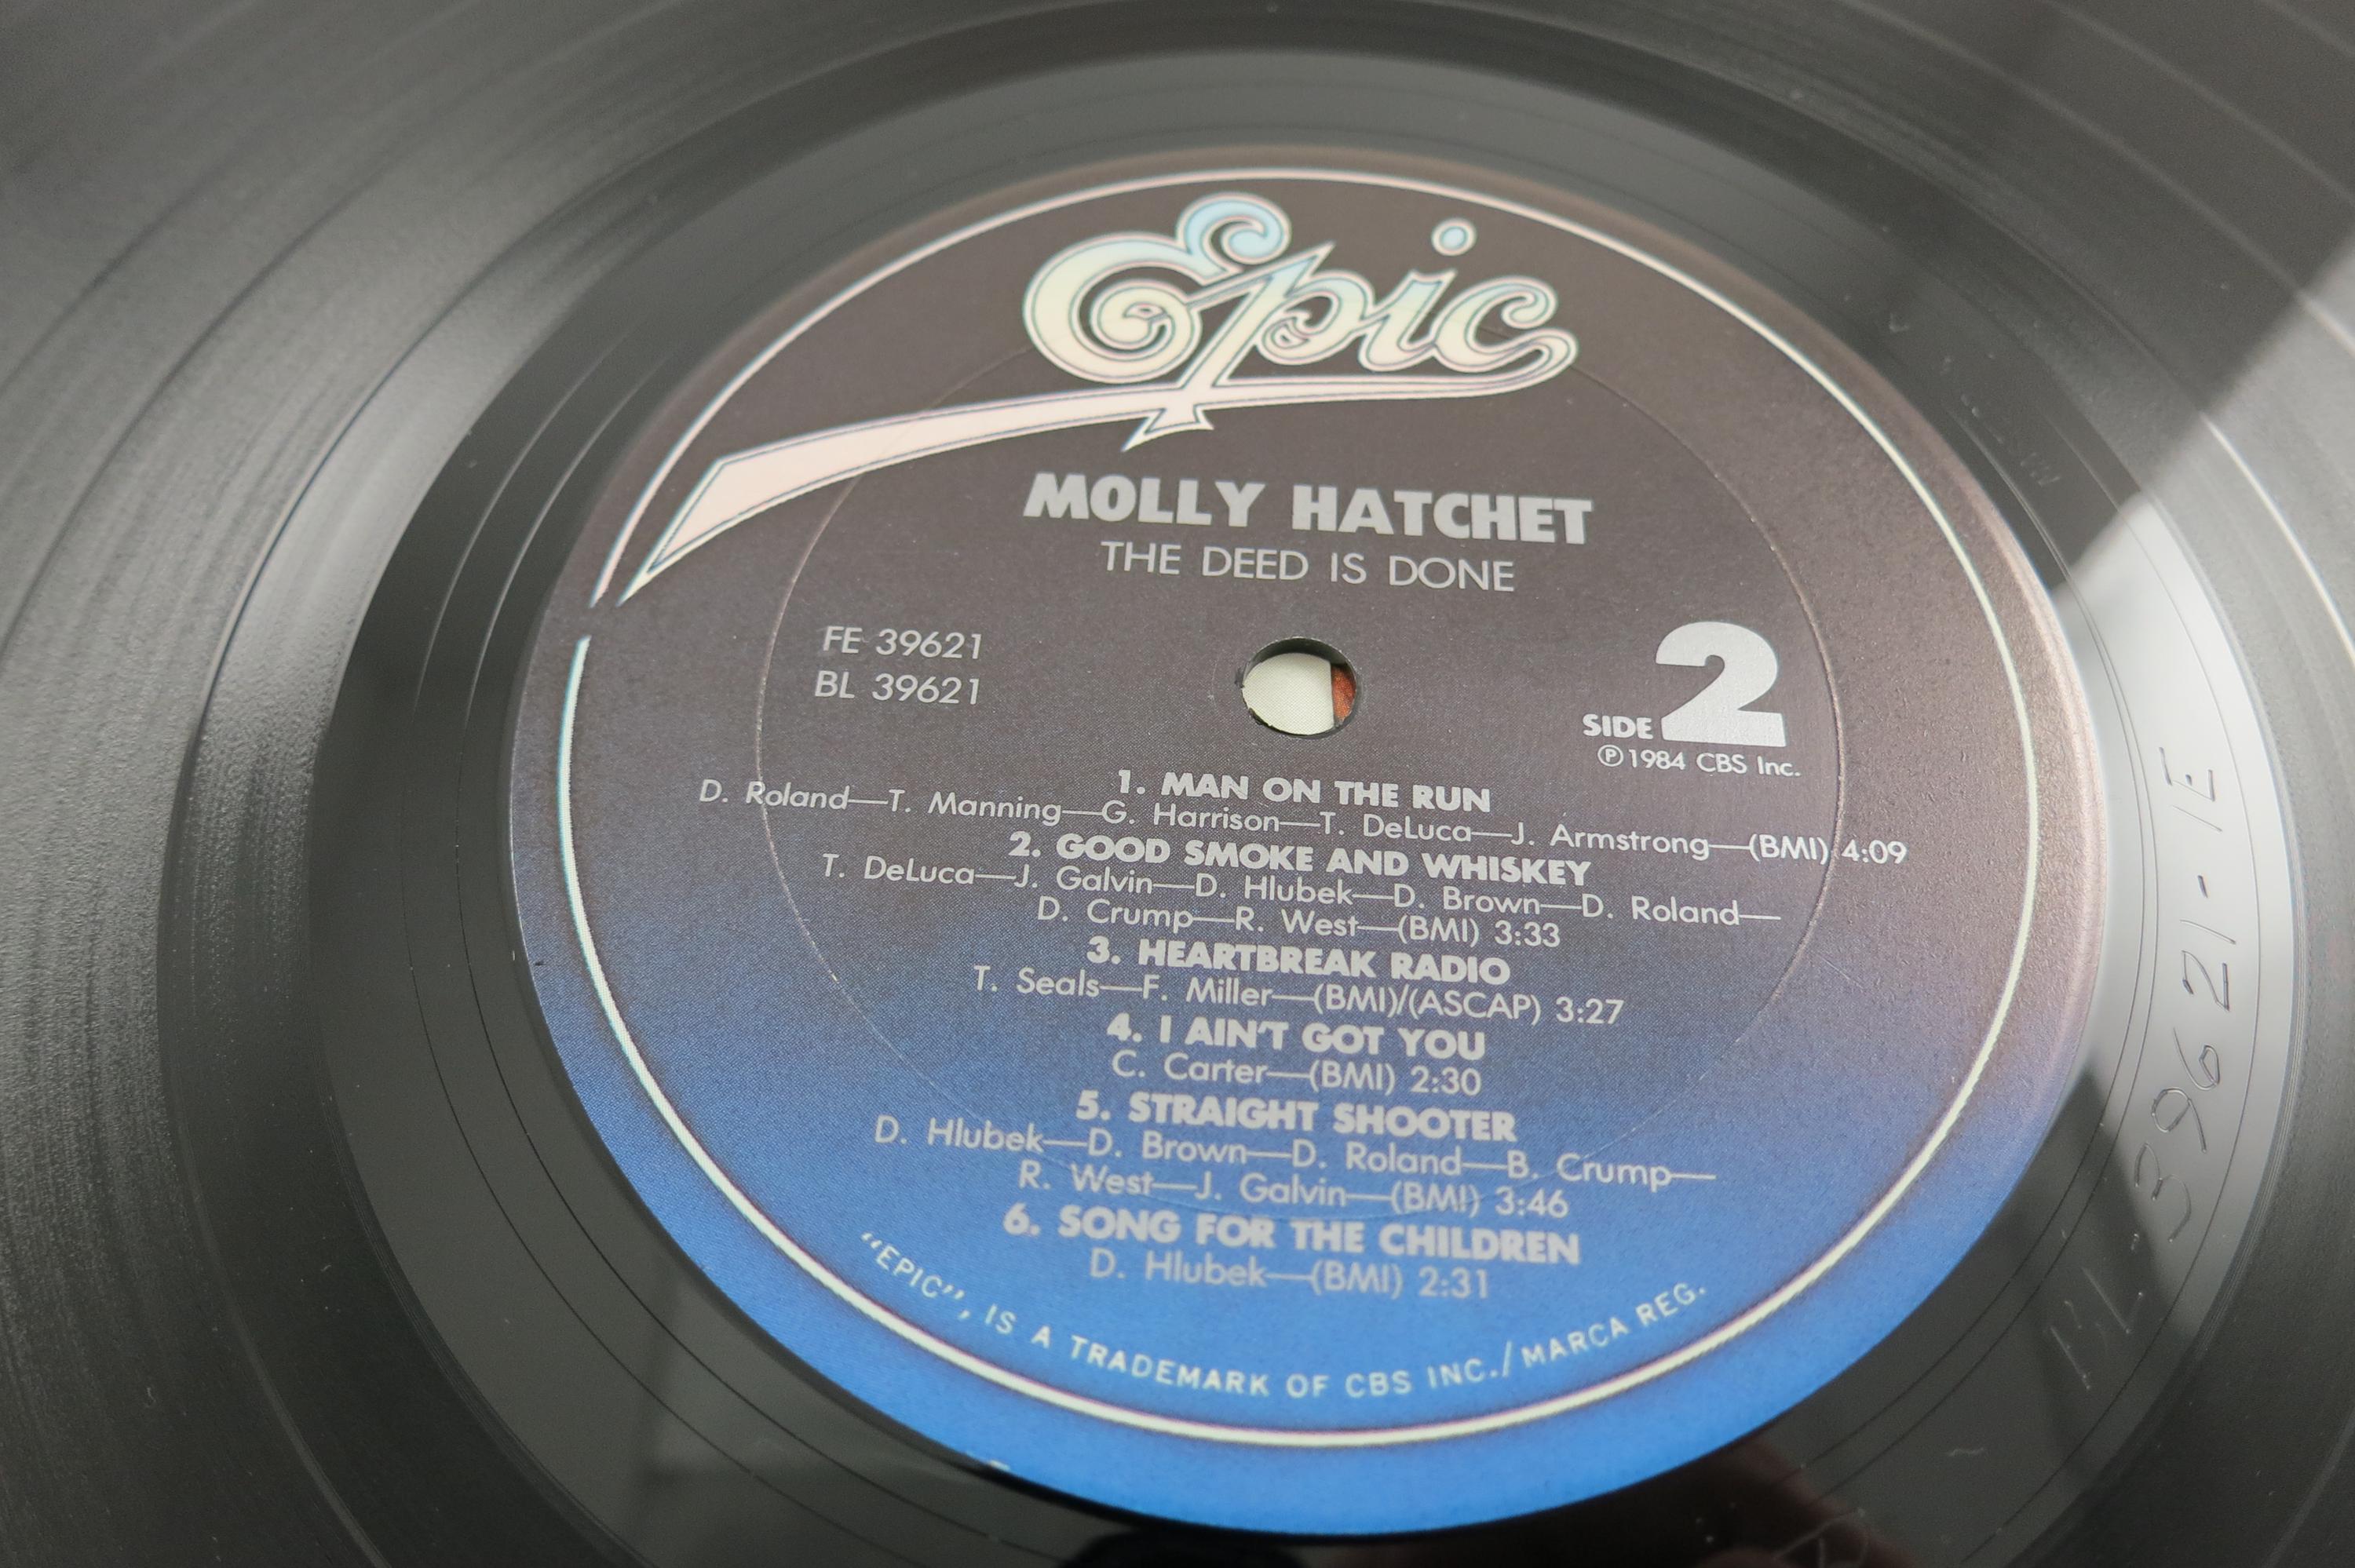 Epic
MOLLY HATCHET
THE DEED IS DONE
FE 39621
BL 39621
SIDE 2
℗1984 CBS Inc.
1. MAN ON THE RUN
D. Roland—T. Manning—G. Harrison—T. DeLuca—J. Armstrong—(BMI) 4:09
2. GOOD SMOKE AND WHISKEY
T. DeLuca—J. Galvin—D. Hlubek—D. Brown—D. Roland—
D. Crump—R. West—(BMI) 3:33
3. HEARTBREAK RADIO
T. Seals—F. Miller—(BMI)/(ASCAP) 3:27
4. I AIN'T GOT YOU
C. Carter—(BMI) 2:30
5. STRAIGHT SHOOTER
D. Hlubek—D. Brown—D. Roland—B. Crump—
R. West—J. Galvin—(BMI) 3:46
6. SONG FOR THE CHILDREN
D. Hlubek—(BMI) 2:31
"EPIC", IS A TRADEMARK OF CBS INC./MARCA REG.
BL 39621-1E